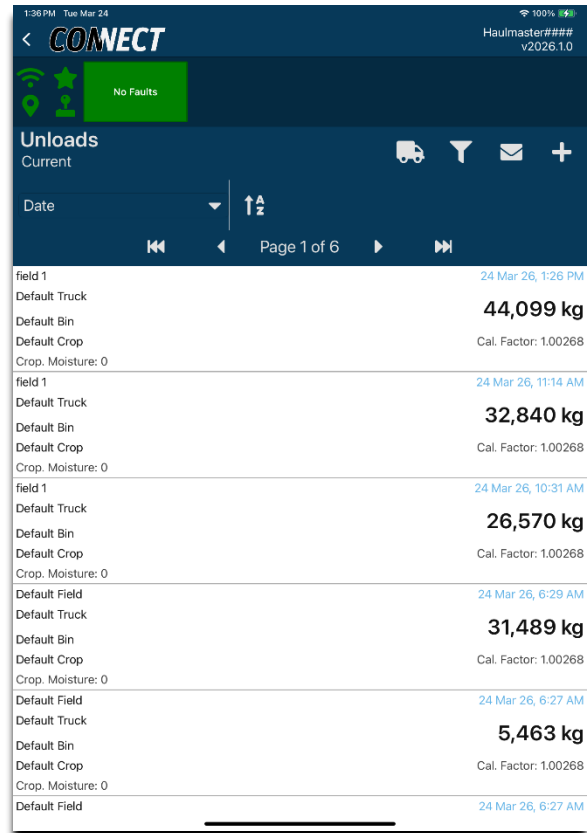 1:36 PM Tue Mar 24
100%
CONNECT
Haulmaster####
v2026.1.0
No Faults
Unloads
Current
Date
A
Z
Page 1 of 6
field 1
24 Mar 26, 1:26 PM
Default Truck
44,099 kg
Default Bin
Default Crop
Cal. Factor: 1.00268
Crop. Moisture: 0
field 1
24 Mar 26, 11:14 AM
Default Truck
32,840 kg
Default Bin
Default Crop
Cal. Factor: 1.00268
Crop. Moisture: 0
field 1
24 Mar 26, 10:31 AM
Default Truck
26,570 kg
Default Bin
Default Crop
Cal. Factor: 1.00268
Crop. Moisture: 0
Default Field
24 Mar 26, 6:29 AM
Default Truck
31,489 kg
Default Bin
Default Crop
Cal. Factor: 1.00268
Crop. Moisture: 0
Default Field
24 Mar 26, 6:27 AM
Default Truck
5,463 kg
Default Bin
Default Crop
Cal. Factor: 1.00268
Crop. Moisture: 0
Default Field
24 Mar 26, 6:27 AM